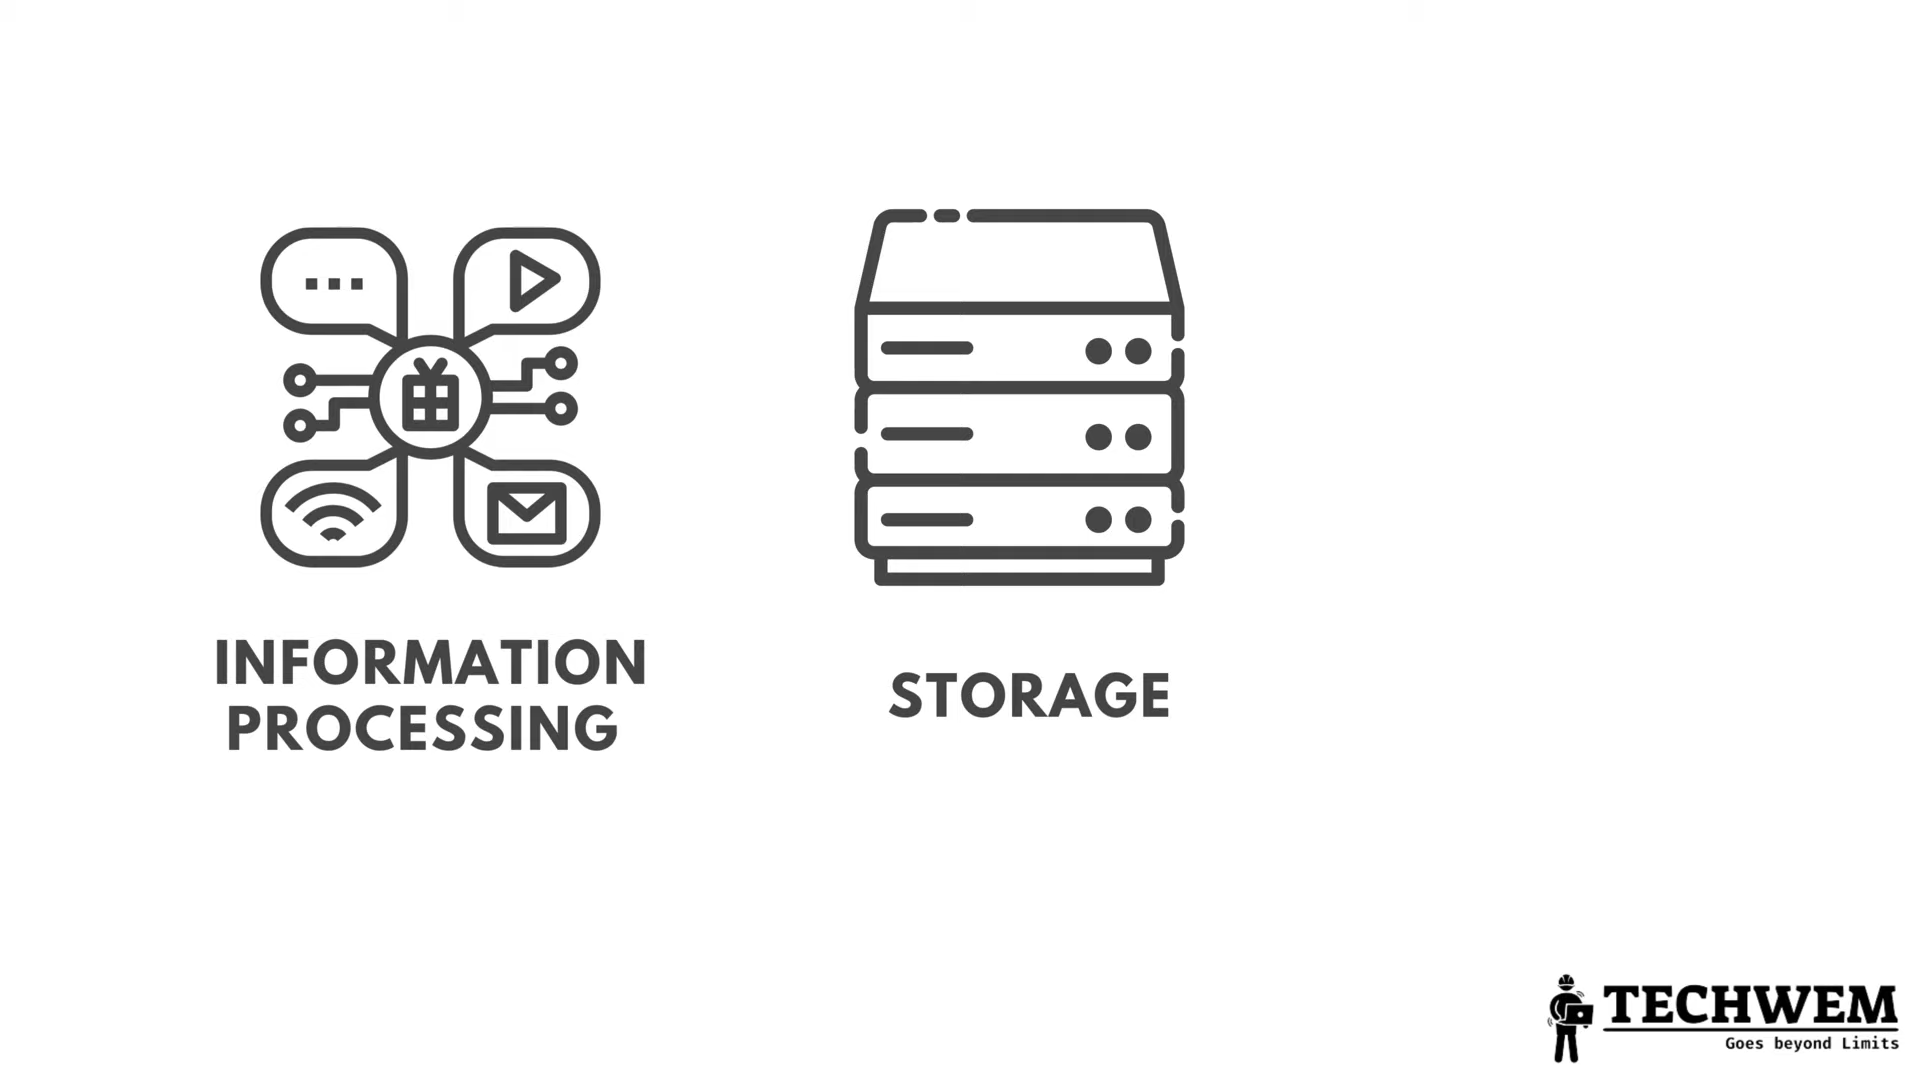 INFORMATION
PROCESSING
STORAGE
TECHWEM
Goes beyond Limits